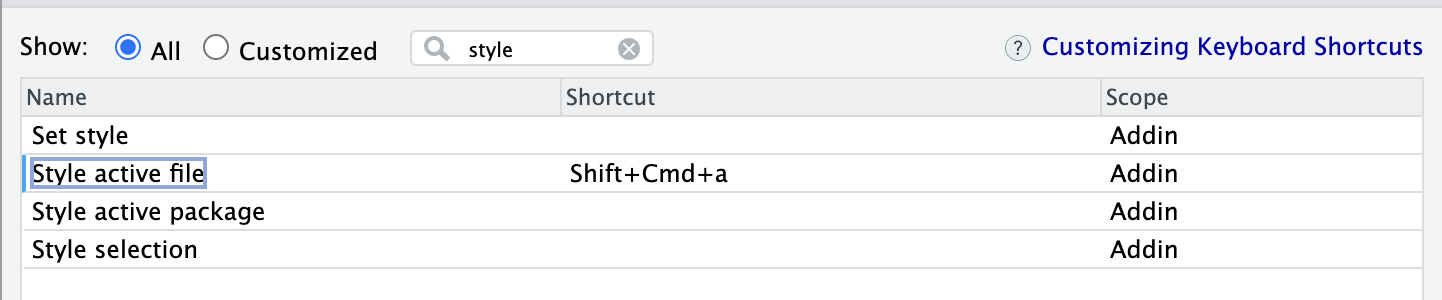 Show: All Customized style ? Customizing Keyboard Shortcuts
Name Shortcut Scope
Set style Addin
Style active file Shift+Cmd+a Addin
Style active package Addin
Style selection Addin